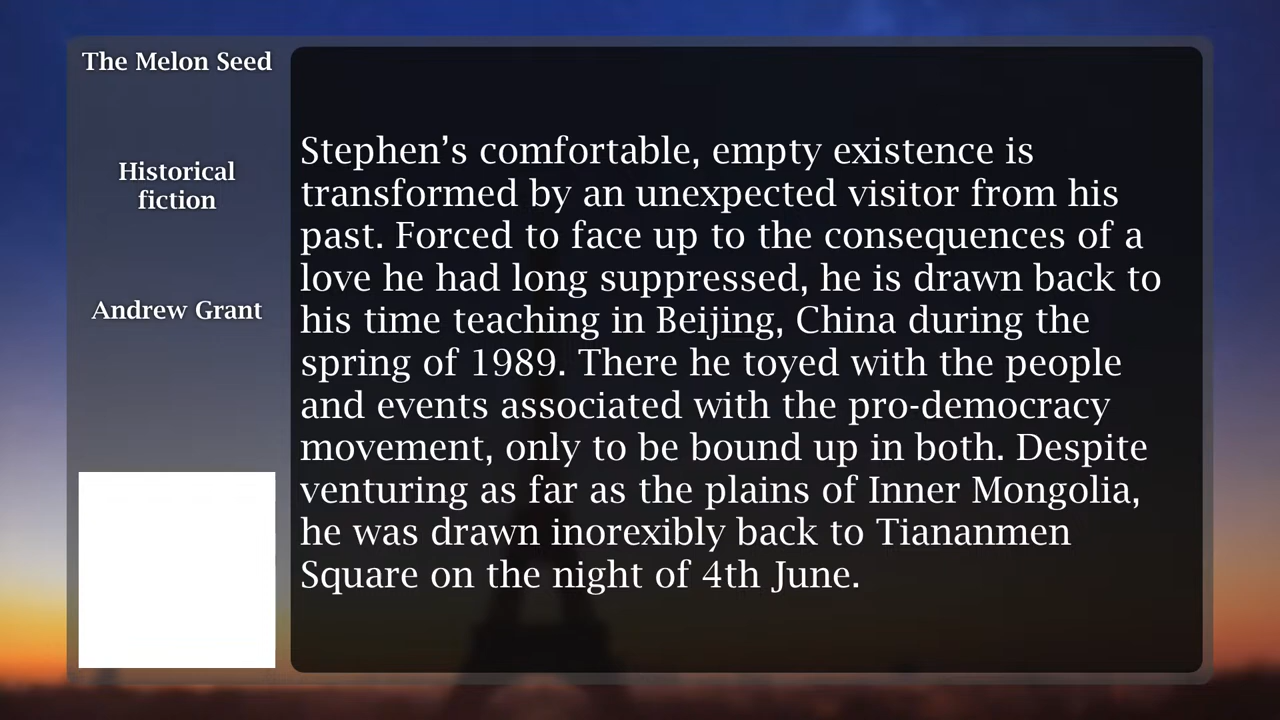 The Melon Seed
Historical
fiction
Andrew Grant
Stephen’s comfortable, empty existence is
transformed by an unexpected visitor from his
past. Forced to face up to the consequences of a
love he had long suppressed, he is drawn back to
his time teaching in Beijing, China during the
spring of 1989. There he toyed with the people
and events associated with the pro-democracy
movement, only to be bound up in both. Despite
venturing as far as the plains of Inner Mongolia,
he was drawn inorexibly back to Tiananmen
Square on the night of 4th June.